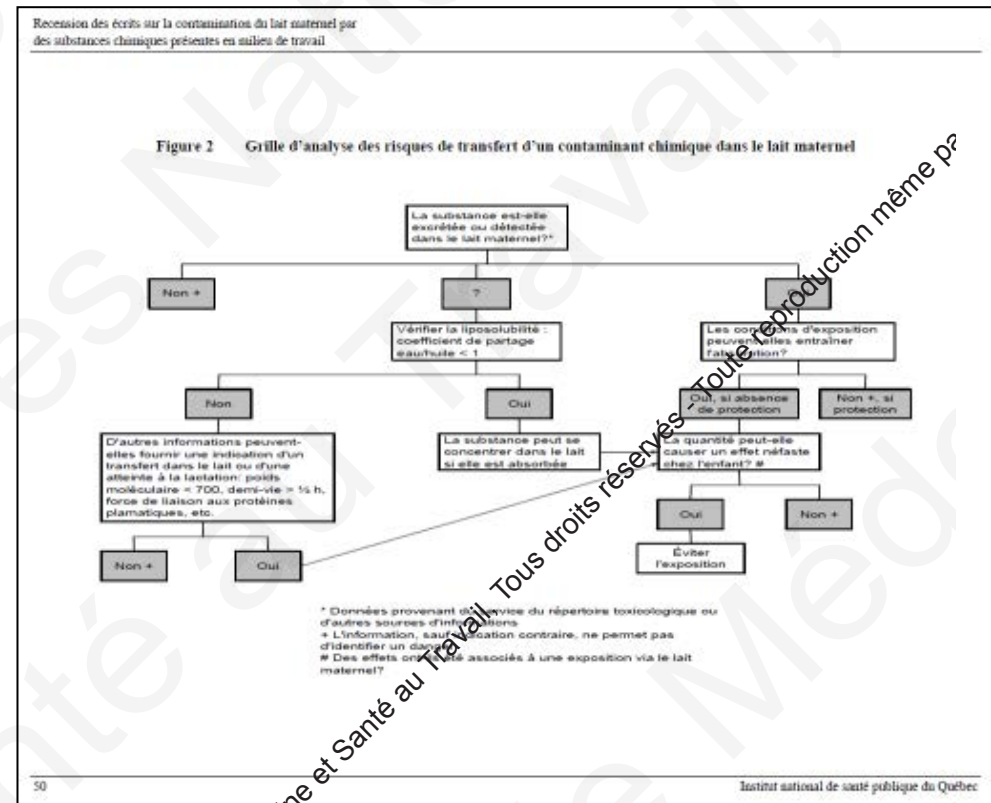 Recension des écrits sur la contamination du lait maternel par
des substances chimiques présentes en milieu de travail
Figure 2 Grille d'analyse des risques de transfert d'un contaminant chimique dans le lait maternel
La substance est-elle
excrétée ou détectée
dans le lait maternel?*
Non +
?
Vérifier la liposolubilité :
coefficient de partage
eau/huile < 1
Les conditions d'exposition
peuvent-elles entraîner
l'absorption?
Non
Oui
Oui, si absence
de protection
Non +, si
protection
D'autres informations peuvent-
elles fournir une indication d'un
transfert dans le lait ou d'une
atteinte à la lactation: poids
moléculaire < 700, demi-vie > ½ h,
force de liaison aux protéines
plamatiques, etc.
La substance peut se
concentrer dans le lait
si elle est absorbée
La quantité peut-elle
causer un effet néfaste
chez l'enfant? #
Oui
Non +
Éviter
l'exposition
Non +
Oui
* Données provenant du service du répertoire toxicologique ou
d'autres sources d'informations
+ L'information, sauf indication contraire, ne permet pas
d'identifier un danger
# Des effets ont-ils été associés à une exposition via le lait
maternel?
50
Institut national de santé publique du Québec
et Santé au Travail, Tous droits réservés - Toute reproduction même